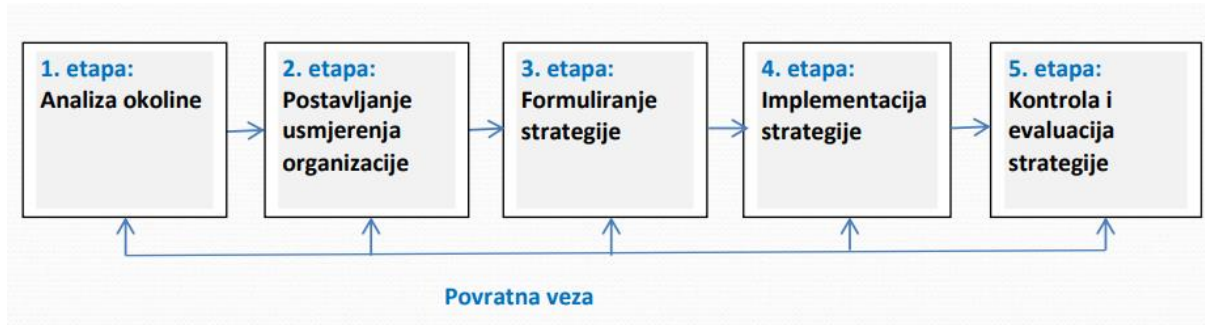 1. etapa:
Analiza okoline
2. etapa:
Postavljanje
usmjerenja
organizacije
3. etapa:
Formuliranje
strategije
4. etapa:
Implementacija
strategije
5. etapa:
Kontrola i
evaluacija
strategije
Povratna veza